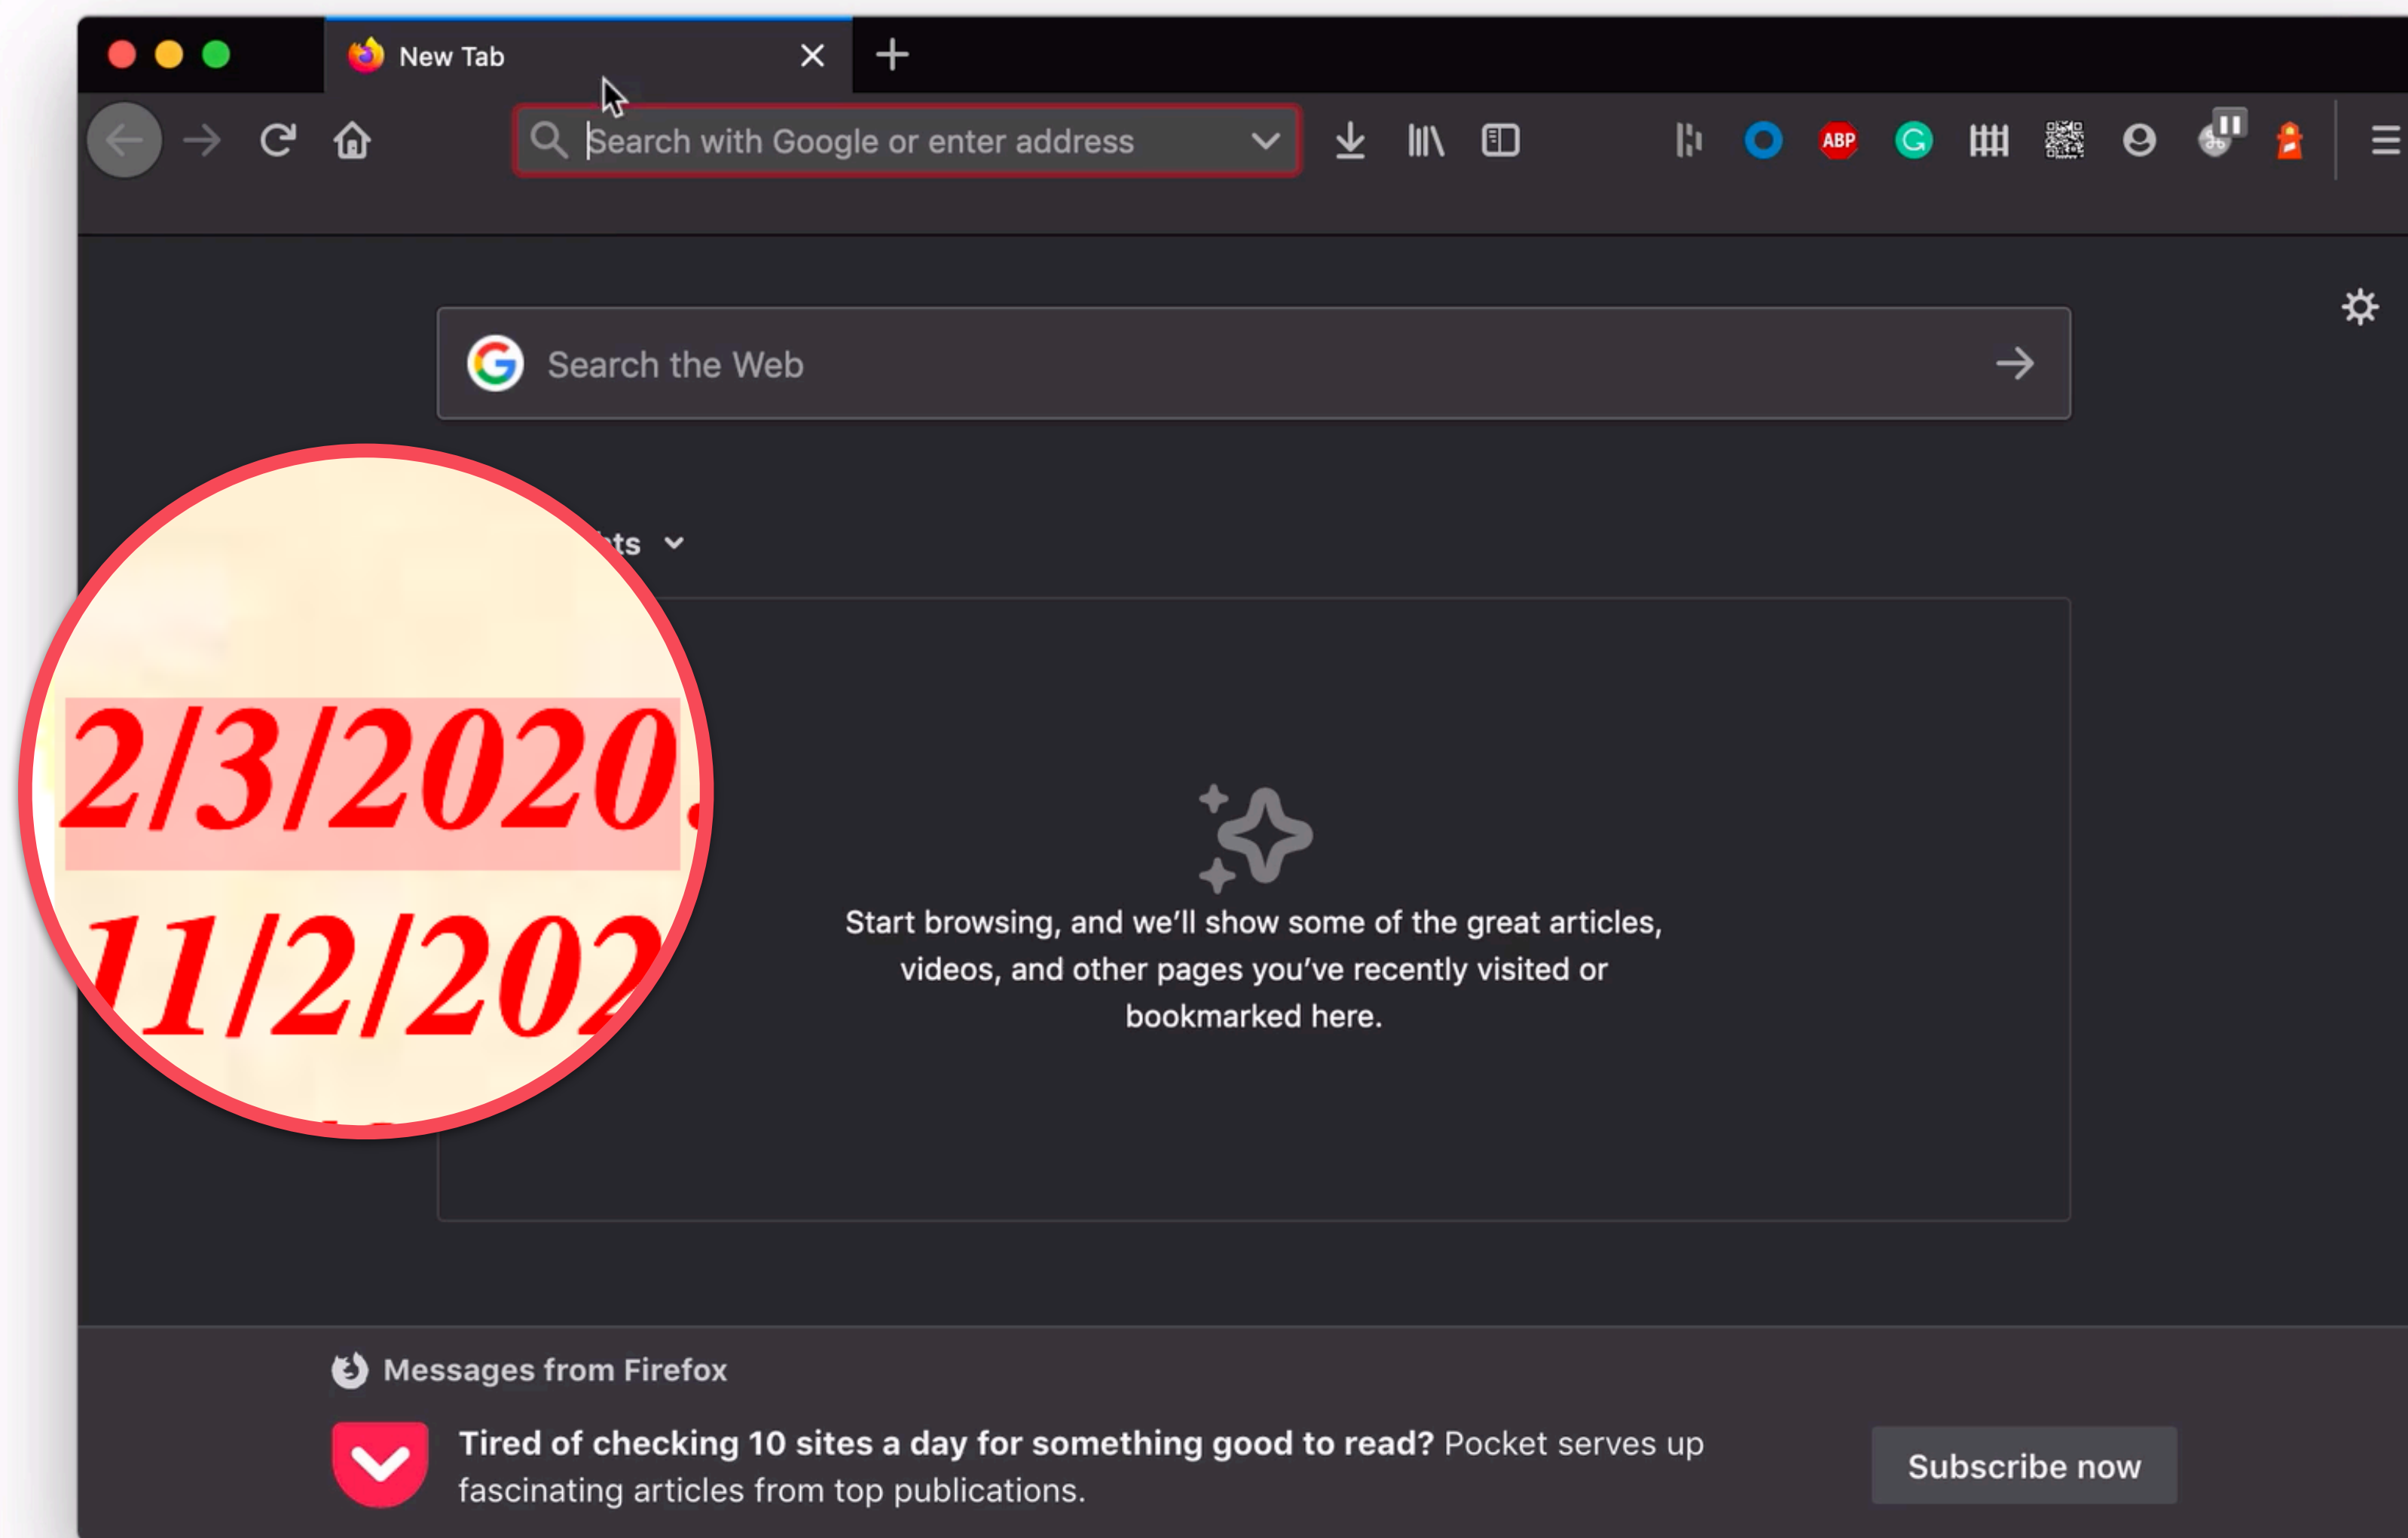 New Tab
Search with Google or enter address
ABP
Search the Web
2/3/2020.
11/2/202
Start browsing, and we'll show some of the great articles,
videos, and other pages you've recently visited or
bookmarked here.
Messages from Firefox
Tired of checking 10 sites a day for something good to read? Pocket serves up
fascinating articles from top publications.
Subscribe now